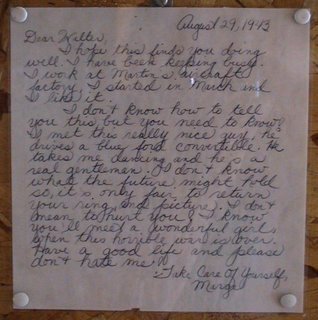 August 29, 1943
Dear Walter,
I hope this finds you doing
well. I have been keeping busy.
I work at Martin's aircraft
factory. I started in March and
I like it.
I don't know how to tell
you this but you need to know.
I met this really nice guy. He
drives a blue ford convertible. He
takes me dancing and he is a
real gentleman. I don't know
what the future might hold
so, it is only fair to return
your ring and picture. I don't
mean to hurt you. I know
you'll meet a wonderful girl
when this horrible war is over.
Have a good life and please
don't hate me.
Take Care Of Yourself,
Marge